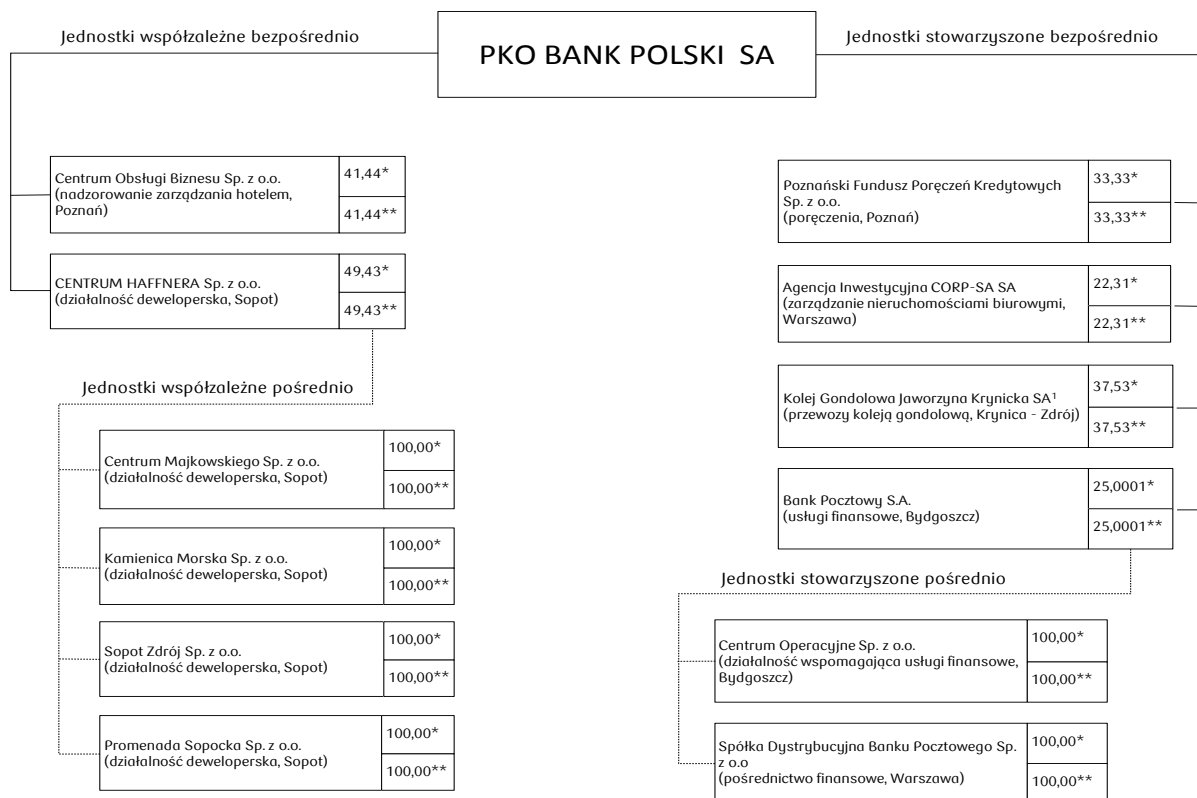 Jednostki współzależne bezpośrednio
PKO BANK POLSKI SA
Jednostki stowarzyszone bezpośrednio
Centrum Obsługi Biznesu Sp. z o.o.
(nadzorowanie zarządzania hotelem,
Poznań)
41,44*
41,44**
CENTRUM HAFFNERA Sp. z o.o.
(działalność deweloperska, Sopot)
49,43*
49,43**
Jednostki współzależne pośrednio
Centrum Majkowskiego Sp. z o.o.
(działalność deweloperska, Sopot)
100,00*
100,00**
Kamienica Morska Sp. z o.o.
(działalność deweloperska, Sopot)
100,00*
100,00**
Sopot Zdrój Sp. z o.o.
(działalność deweloperska, Sopot)
100,00*
100,00**
Promenada Sopocka Sp. z o.o.
(działalność deweloperska, Sopot)
100,00*
100,00**
Poznański Fundusz Poręczeń Kredytowych
Sp. z o.o.
(poręczenia, Poznań)
33,33*
33,33**
Agencja Inwestycyjna CORP-SA SA
(zarządzanie nieruchomościami biurowymi,
Warszawa)
22,31*
22,31**
Kolej Gondolowa Jaworzyna Krynicka SA¹
(przewozy koleją gondolową, Krynica - Zdrój)
37,53*
37,53**
Bank Pocztowy S.A.
(usługi finansowe, Bydgoszcz)
25,0001*
25,0001**
Jednostki stowarzyszone pośrednio
Centrum Operacyjne Sp. z o.o.
(działalność wspomagająca usługi finansowe,
Bydgoszcz)
100,00*
100,00**
Spółka Dystrybucyjna Banku Pocztowego Sp.
z o.o
(pośrednictwo finansowe, Warszawa)
100,00*
100,00**